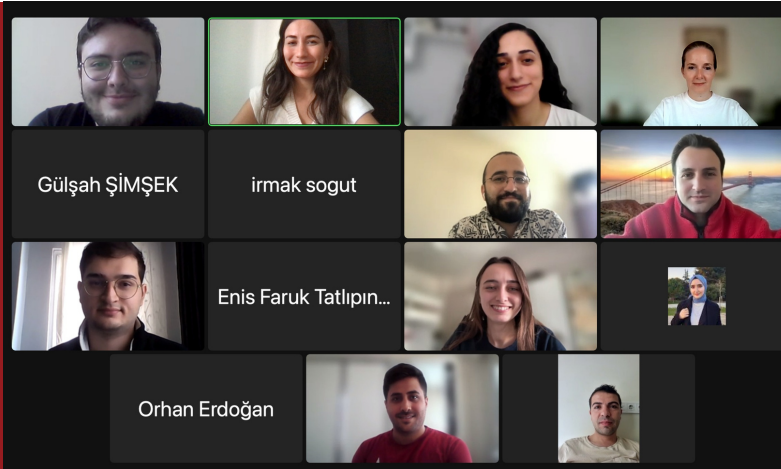 Gülşah ŞİMŞEK
irmak sogut
Enis Faruk Tatlıpın...
Orhan Erdoğan